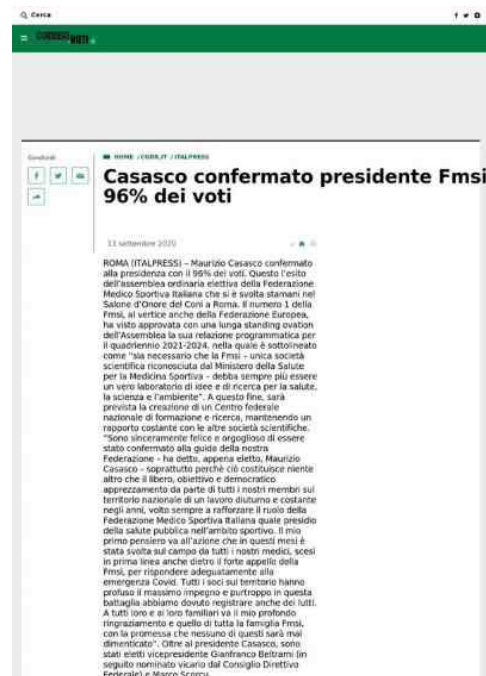 Cerca
Condividi
HOME / CODR.IT / ITALPRESS
Casasco confermato presidente Fmsi
96% dei voti
11 settembre 2020
ROMA (ITALPRESS) – Maurizio Casasco confermato
alla presidenza con il 96% dei voti. Questo l'esito
dell'assemblea ordinaria elettiva della Federazione
Medico Sportiva Italiana che si è svolta stamani nel
Salone d'Onore del Coni a Roma. Il numero 1 della
Fmsi, al vertice anche della Federazione Europea,
ha visto approvata con una lunga standing ovation
dell'Assemblea la sua relazione programmatica per
il quadriennio 2021-2024, nella quale è sottolineato
come "sia necessario che la Fmsi – unica società
scientifica riconosciuta dal Ministero della Salute
per la Medicina Sportiva – debba sempre più essere
un vero laboratorio di idee e di ricerca per la salute,
la scienza e l'ambiente". A questo fine, sarà
prevista la creazione di un Centro federale
nazionale di formazione e ricerca, mantenendo un
rapporto costante con le altre società scientifiche.
"Sono sinceramente felice e orgoglioso di essere
stato confermato alla guida della nostra
Federazione – ha detto, appena eletto, Maurizio
Casasco – soprattutto perchè ciò costituisce niente
altro che il libero, obiettivo e democratico
apprezzamento da parte di tutti i nostri membri sul
territorio nazionale di un lavoro diuturno e costante
negli anni, volto sempre a rafforzare il ruolo della
Federazione Medico Sportiva Italiana quale presidio
della salute pubblica nell'ambito sportivo. Il mio
primo pensiero va all'azione che in questi mesi è
stata svolta sul campo da tutti i nostri medici, scesi
in prima linea anche dietro il forte appello della
Fmsi, per rispondere adeguatamente alla
emergenza Covid. Tutti i soci sul territorio hanno
profuso il massimo impegno e purtroppo in questa
battaglia abbiamo dovuto registrare anche dei lutti.
A tutti loro e ai loro familiari va il mio profondo
ringraziamento e quello di tutta la famiglia Fmsi,
con la promessa che nessuno di questi sarà mai
dimenticato". Oltre al presidente Casasco, sono
stati eletti vicepresidente Gianfranco Beltrami (in
seguito nominato vicario dal Consiglio Direttivo
Federale) e Marco Scorcu